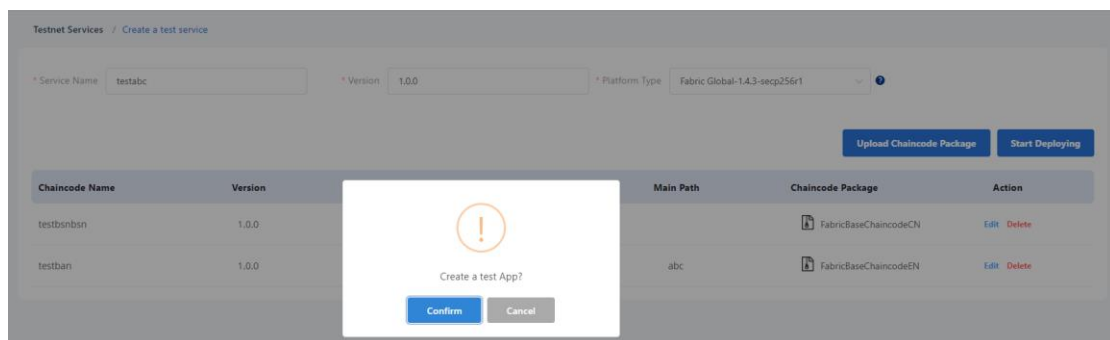 Testnet Services / Create a test service
* Service Name testabc * Version 1.0.0 * Platform Type Fabric Global-1.4.3-secp256r1 ?
Upload Chaincode Package Start Deploying
Chaincode Name Version Main Path Chaincode Package Action
testbsnbsn 1.0.0 FabricBaseChaincodeCN Edit Delete
testban 1.0.0 abc FabricBaseChaincodeEN Edit Delete
!
Create a test App?
Confirm Cancel